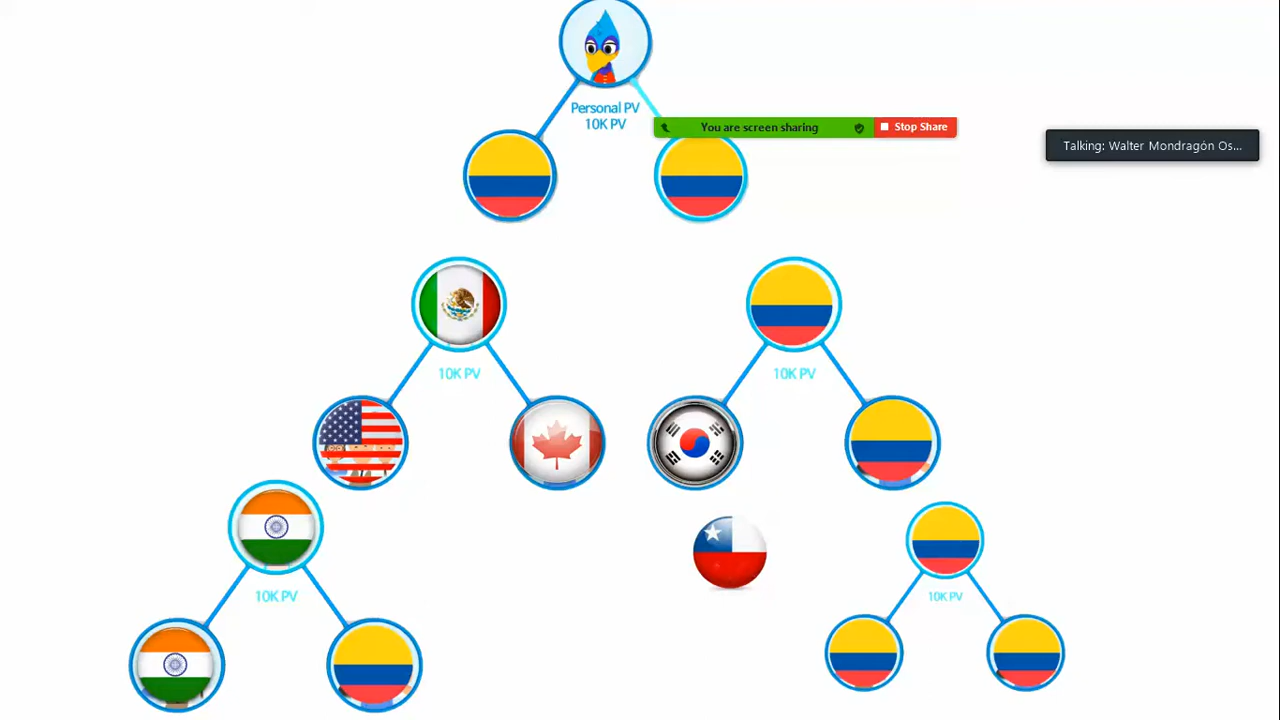 Personal PV
10K PV
You are screen sharing
Stop Share
Talking: Walter Mondragón Os...
10K PV
10K PV
10K PV
10K PV